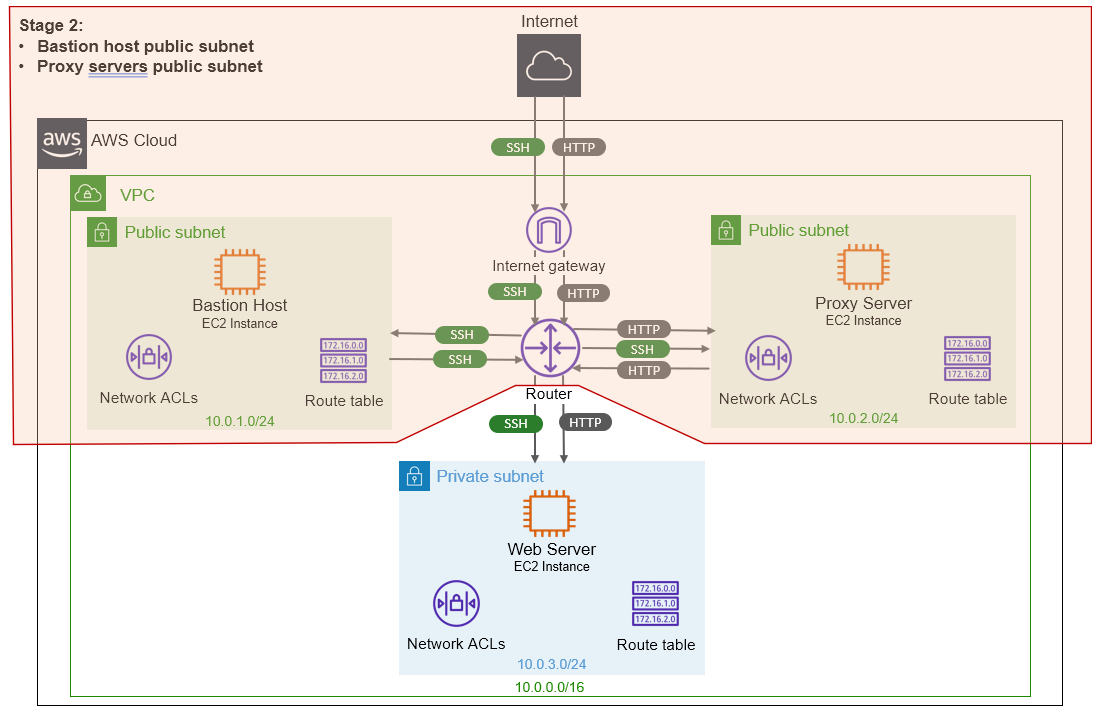 Stage 2:
• Bastion host public subnet
• Proxy servers public subnet
Internet
aws
AWS Cloud
SSH
HTTP
VPC
Public subnet
Bastion Host
EC2 Instance
Network ACLs
172.16.0.0
172.16.1.0
172.16.2.0
Route table
10.0.1.0/24
Internet gateway
SSH
HTTP
SSH
SSH
Router
HTTP
SSH
HTTP
Public subnet
Proxy Server
EC2 Instance
Network ACLs
172.16.0.0
172.16.1.0
172.16.2.0
Route table
10.0.2.0/24
SSH
HTTP
Private subnet
Web Server
EC2 Instance
Network ACLs
172.16.0.0
172.16.1.0
172.16.2.0
Route table
10.0.3.0/24
10.0.0.0/16